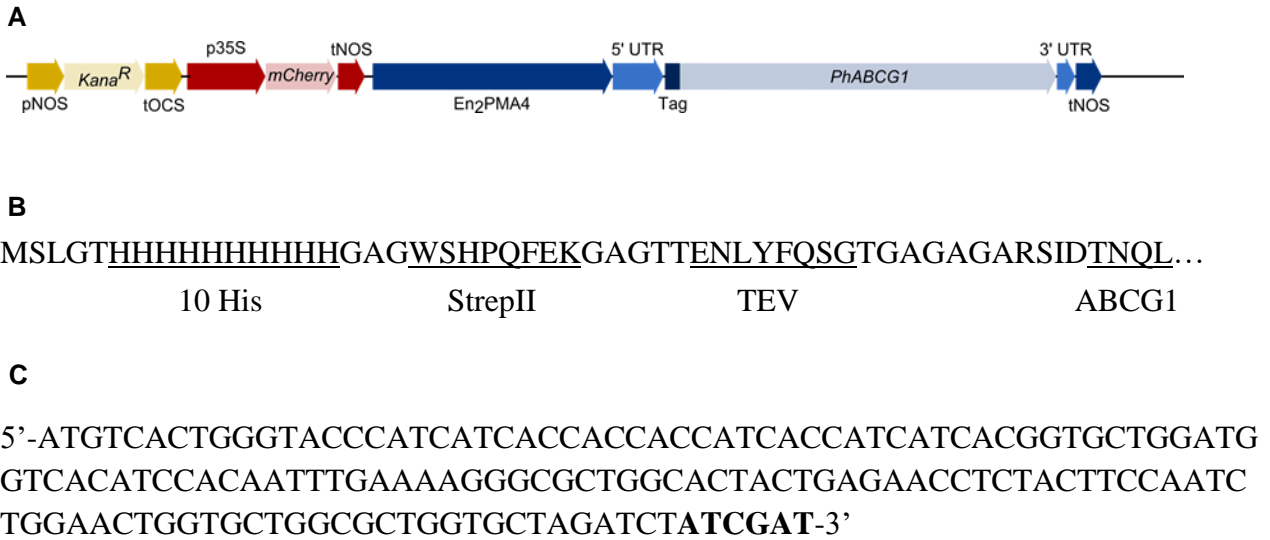 A
p35S tNOS 5' UTR 3' UTR
KanaR mCherry PhABCG1
pNOS tOCS En2PMA4 Tag tNOS
B
MSLGTHHHHHHHHHHGAGWSHPQFEKGAGTTENLYFQSGTGAGAGARSIDTNQL…
10 His StrepII TEV ABCG1
C
5’-ATGTCACTGGGTACCCATCATCACCACCACCATCACCATCATCACGGTGCTGGATG
GTCACATCCACAATTTGAAAAGGGCGCTGGCACTACTGAGAACCTCTACTTCCAATC
TGGAACTGGTGCTGGCGCTGGTGCTAGATCTATCGAT-3’